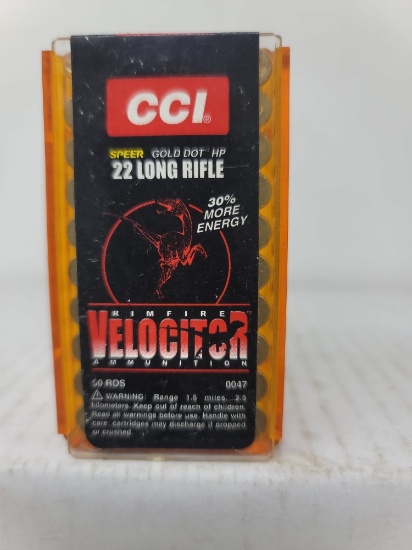 CCI®
SPEER GOLD DOT HP
22 LONG RIFLE
30%
MORE
ENERGY
RIMFIRE
VELOCITOR
AMMUNITION
50 RDS 0047
⚠ WARNING: Range 1.5 miles, 2.5
kilometers. Keep out of reach of children.
Read all warnings before use. Handle with
care: cartridges may discharge if dropped
or crushed.